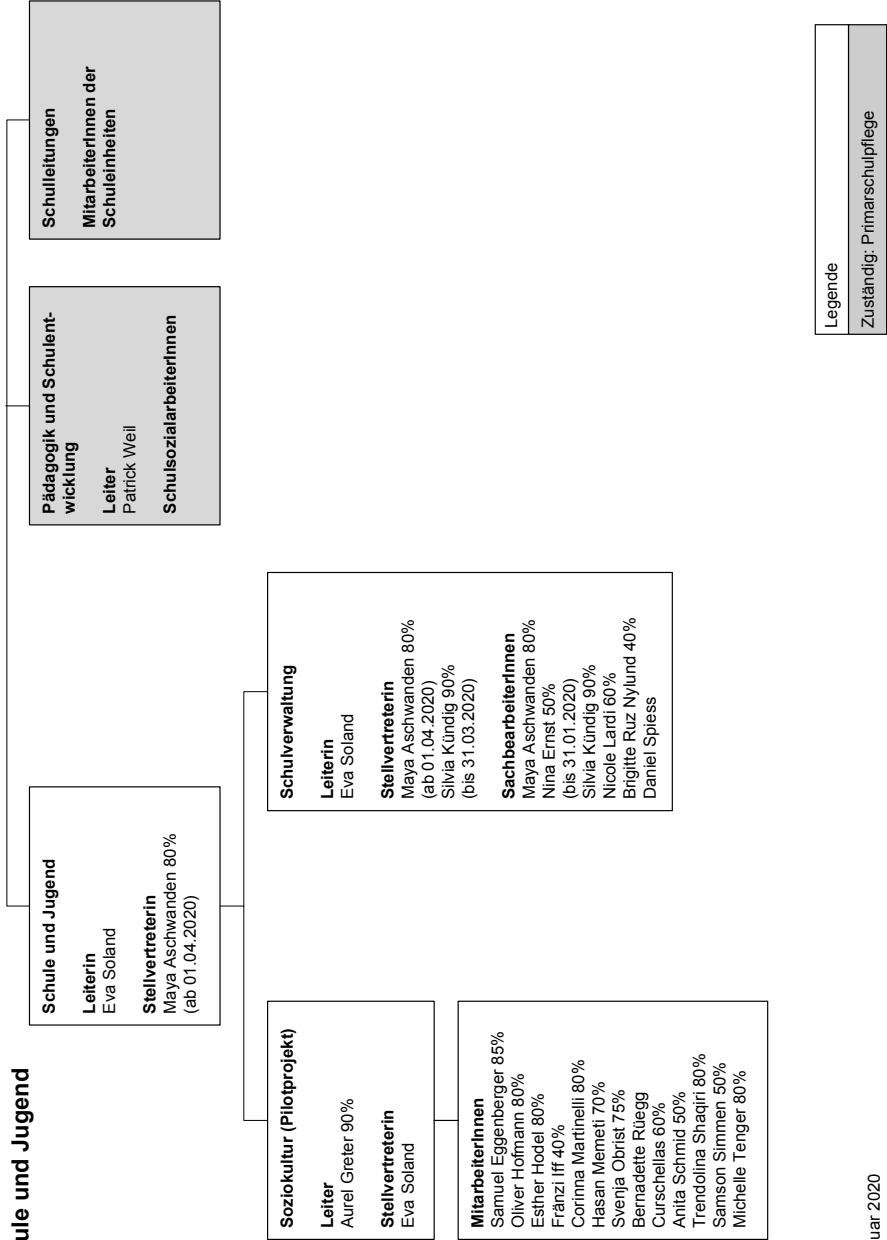 ule und Jugend
Schule und Jugend
Leiterin
Eva Soland
Stellvertreterin
Maya Aschwanden 80%
(ab 01.04.2020)
Pädagogik und Schulent-
wicklung
Leiter
Patrick Weil
SchulsozialarbeiterInnen
Schulleitungen
MitarbeiterInnen der
Schuleinheiten
Soziokultur (Pilotprojekt)
Leiter
Aurel Greter 90%
Stellvertreterin
Eva Soland
Schulverwaltung
Leiterin
Eva Soland
Stellvertreterin
Maya Aschwanden 80%
(ab 01.04.2020)
Silvia Kündig 90%
(bis 31.03.2020)
SachbearbeiterInnen
Maya Aschwanden 80%
Nina Ernst 50%
(bis 31.01.2020)
Silvia Kündig 90%
Nicole Lardi 60%
Brigitte Ruz Nylund 40%
Daniel Spiess
MitarbeiterInnen
Samuel Eggenberger 85%
Oliver Hofmann 80%
Esther Hodel 80%
Fränzi Iff 40%
Corinna Martinelli 80%
Hasan Memeti 70%
Svenja Obrist 75%
Bernadette Rüegg
Curschellas 60%
Anita Schmid 50%
Trendolina Shaqiri 80%
Samson Simmen 50%
Michelle Tenger 80%
Legende
Zuständig: Primarschulpflege
uar 2020